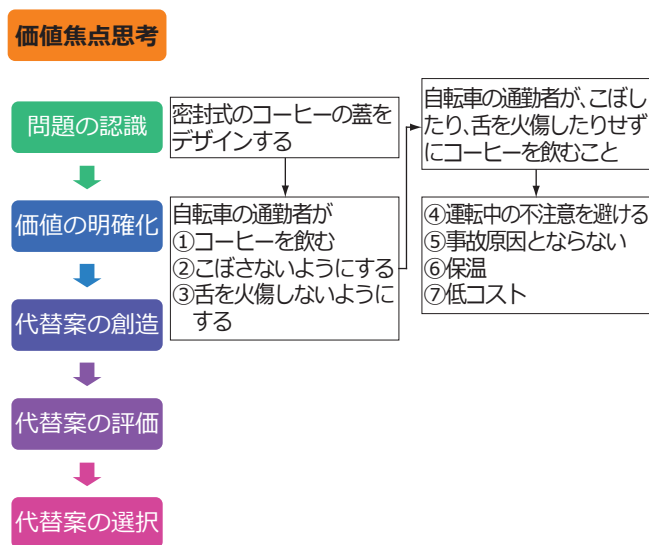 価値焦点思考
問題の認識
価値の明確化
代替案の創造
代替案の評価
代替案の選択
密封式のコーヒーの蓋を
デザインする
自転車の通勤者が
①コーヒーを飲む
②こぼさないようにする
③舌を火傷しないように
する
自転車の通勤者が、こぼし
たり、舌を火傷したりせず
にコーヒーを飲むこと
④運転中の不注意を避ける
⑤事故原因とならない
⑥保温
⑦低コスト